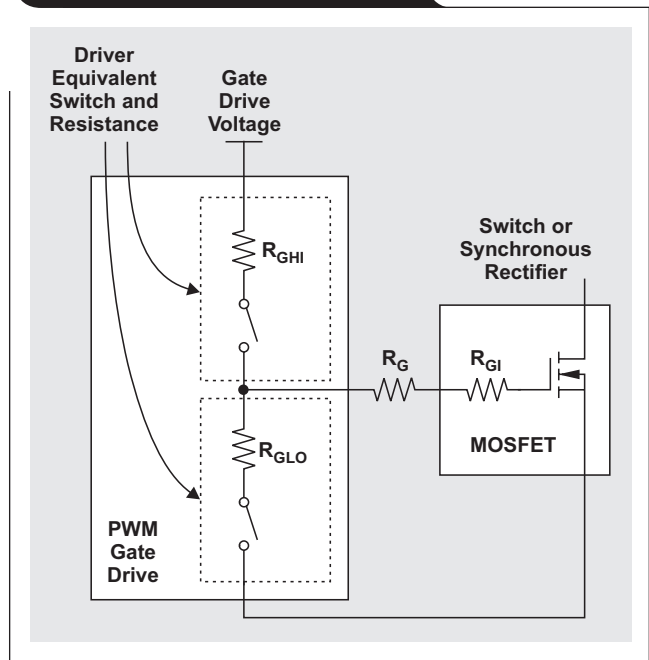 Driver
Equivalent
Switch and
Resistance
Gate
Drive
Voltage
RGHI
Switch or
Synchronous
Rectifier
RG
RGI
MOSFET
RGLO
PWM
Gate
Drive